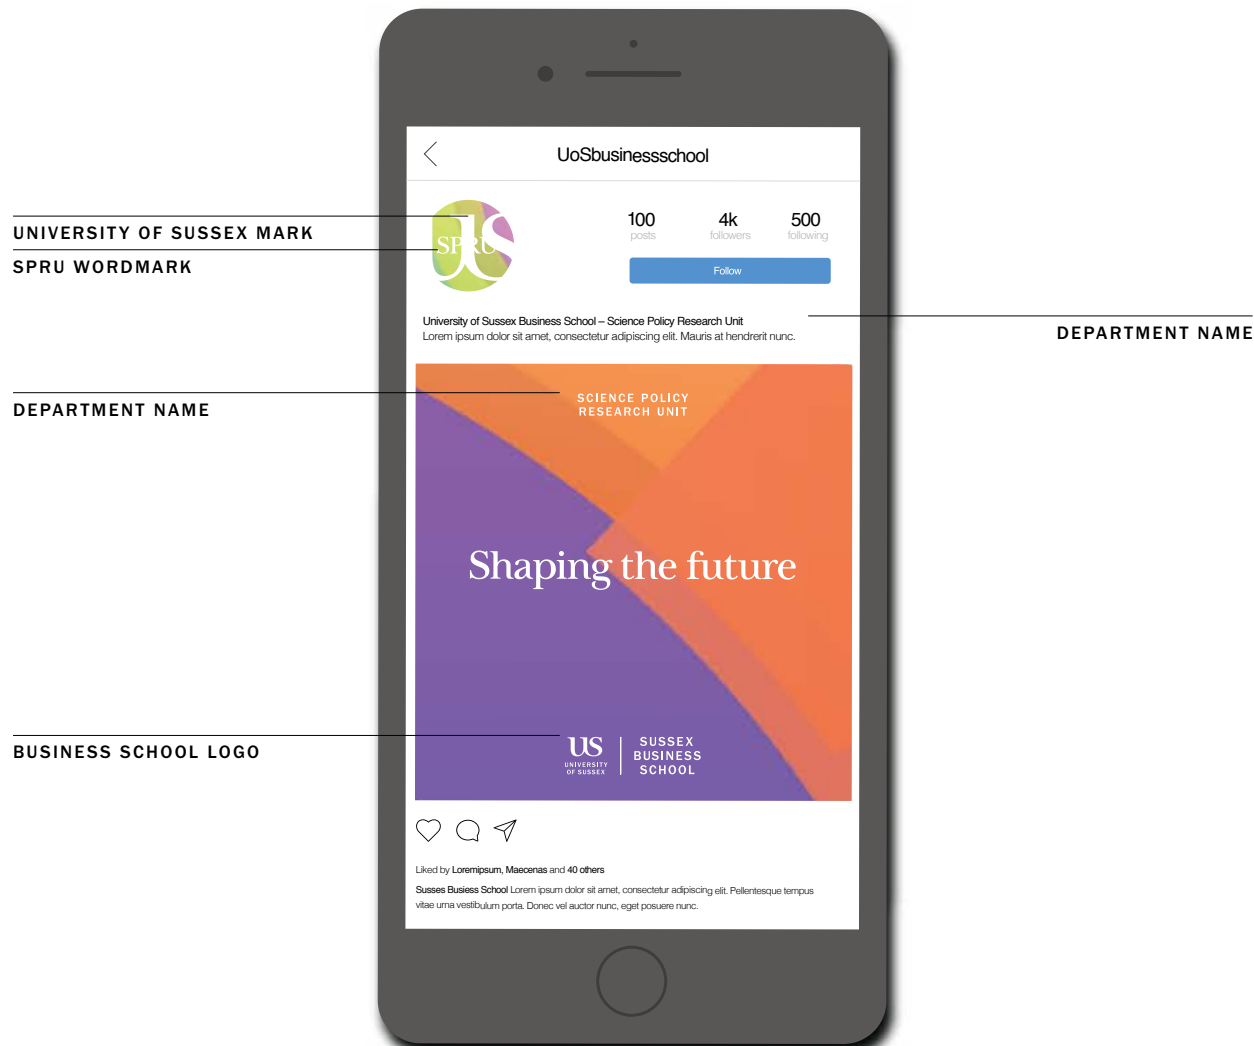 UoSbusinessschool
UNIVERSITY OF SUSSEX MARK
SPRU WORDMARK
US
SPRU
100
posts
4k
followers
500
following
Follow
University of Sussex Business School – Science Policy Research Unit
Lorem ipsum dolor sit amet, consectetur adipiscing elit. Mauris at hendrerit nunc.
DEPARTMENT NAME
DEPARTMENT NAME
SCIENCE POLICY
RESEARCH UNIT
Shaping the future
BUSINESS SCHOOL LOGO
US
UNIVERSITY
OF SUSSEX
SUSSEX
BUSINESS
SCHOOL
Liked by Loremipsum, Maecenas and 40 others
Susses Busiess School Lorem ipsum dolor sit amet, consectetur adipiscing elit. Pellentesque tempus
vitae urna vestibulum porta. Donec vel auctor nunc, eget posuere nunc.